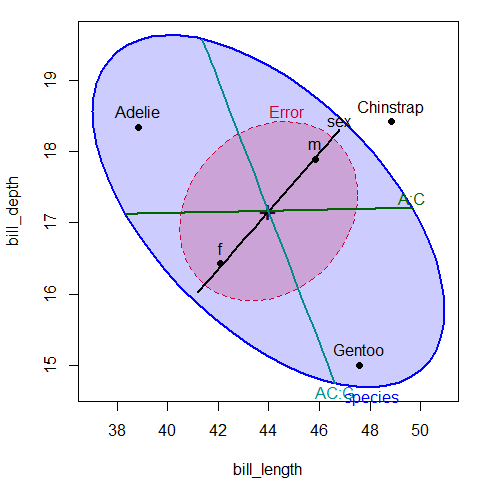 Adelie
Chinstrap
Error
sex
m
A:C
f
Gentoo
AC:G
species
19
18
17
16
15
bill_depth
38
40
42
44
46
48
50
bill_length